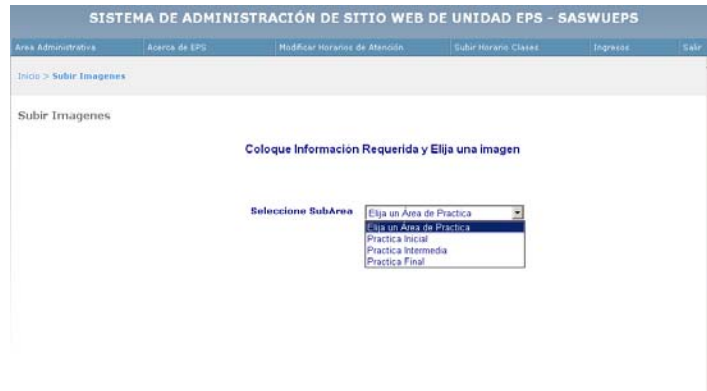 SISTEMA DE ADMINISTRACIÓN DE SITIO WEB DE UNIDAD EPS - SASWUEPS
Area Administrativa Acerca de EPS Modificar Horarios de Atención Subir Horario Clases Ingresos Salir
Inicio > Subir Imagenes
Subir Imagenes
Coloque Información Requerida y Elija una imagen
Seleccione SubArea Elija un Área de Practica
Elija un Área de Practica
Practica Inicial
Practica Intermedia
Practica Final